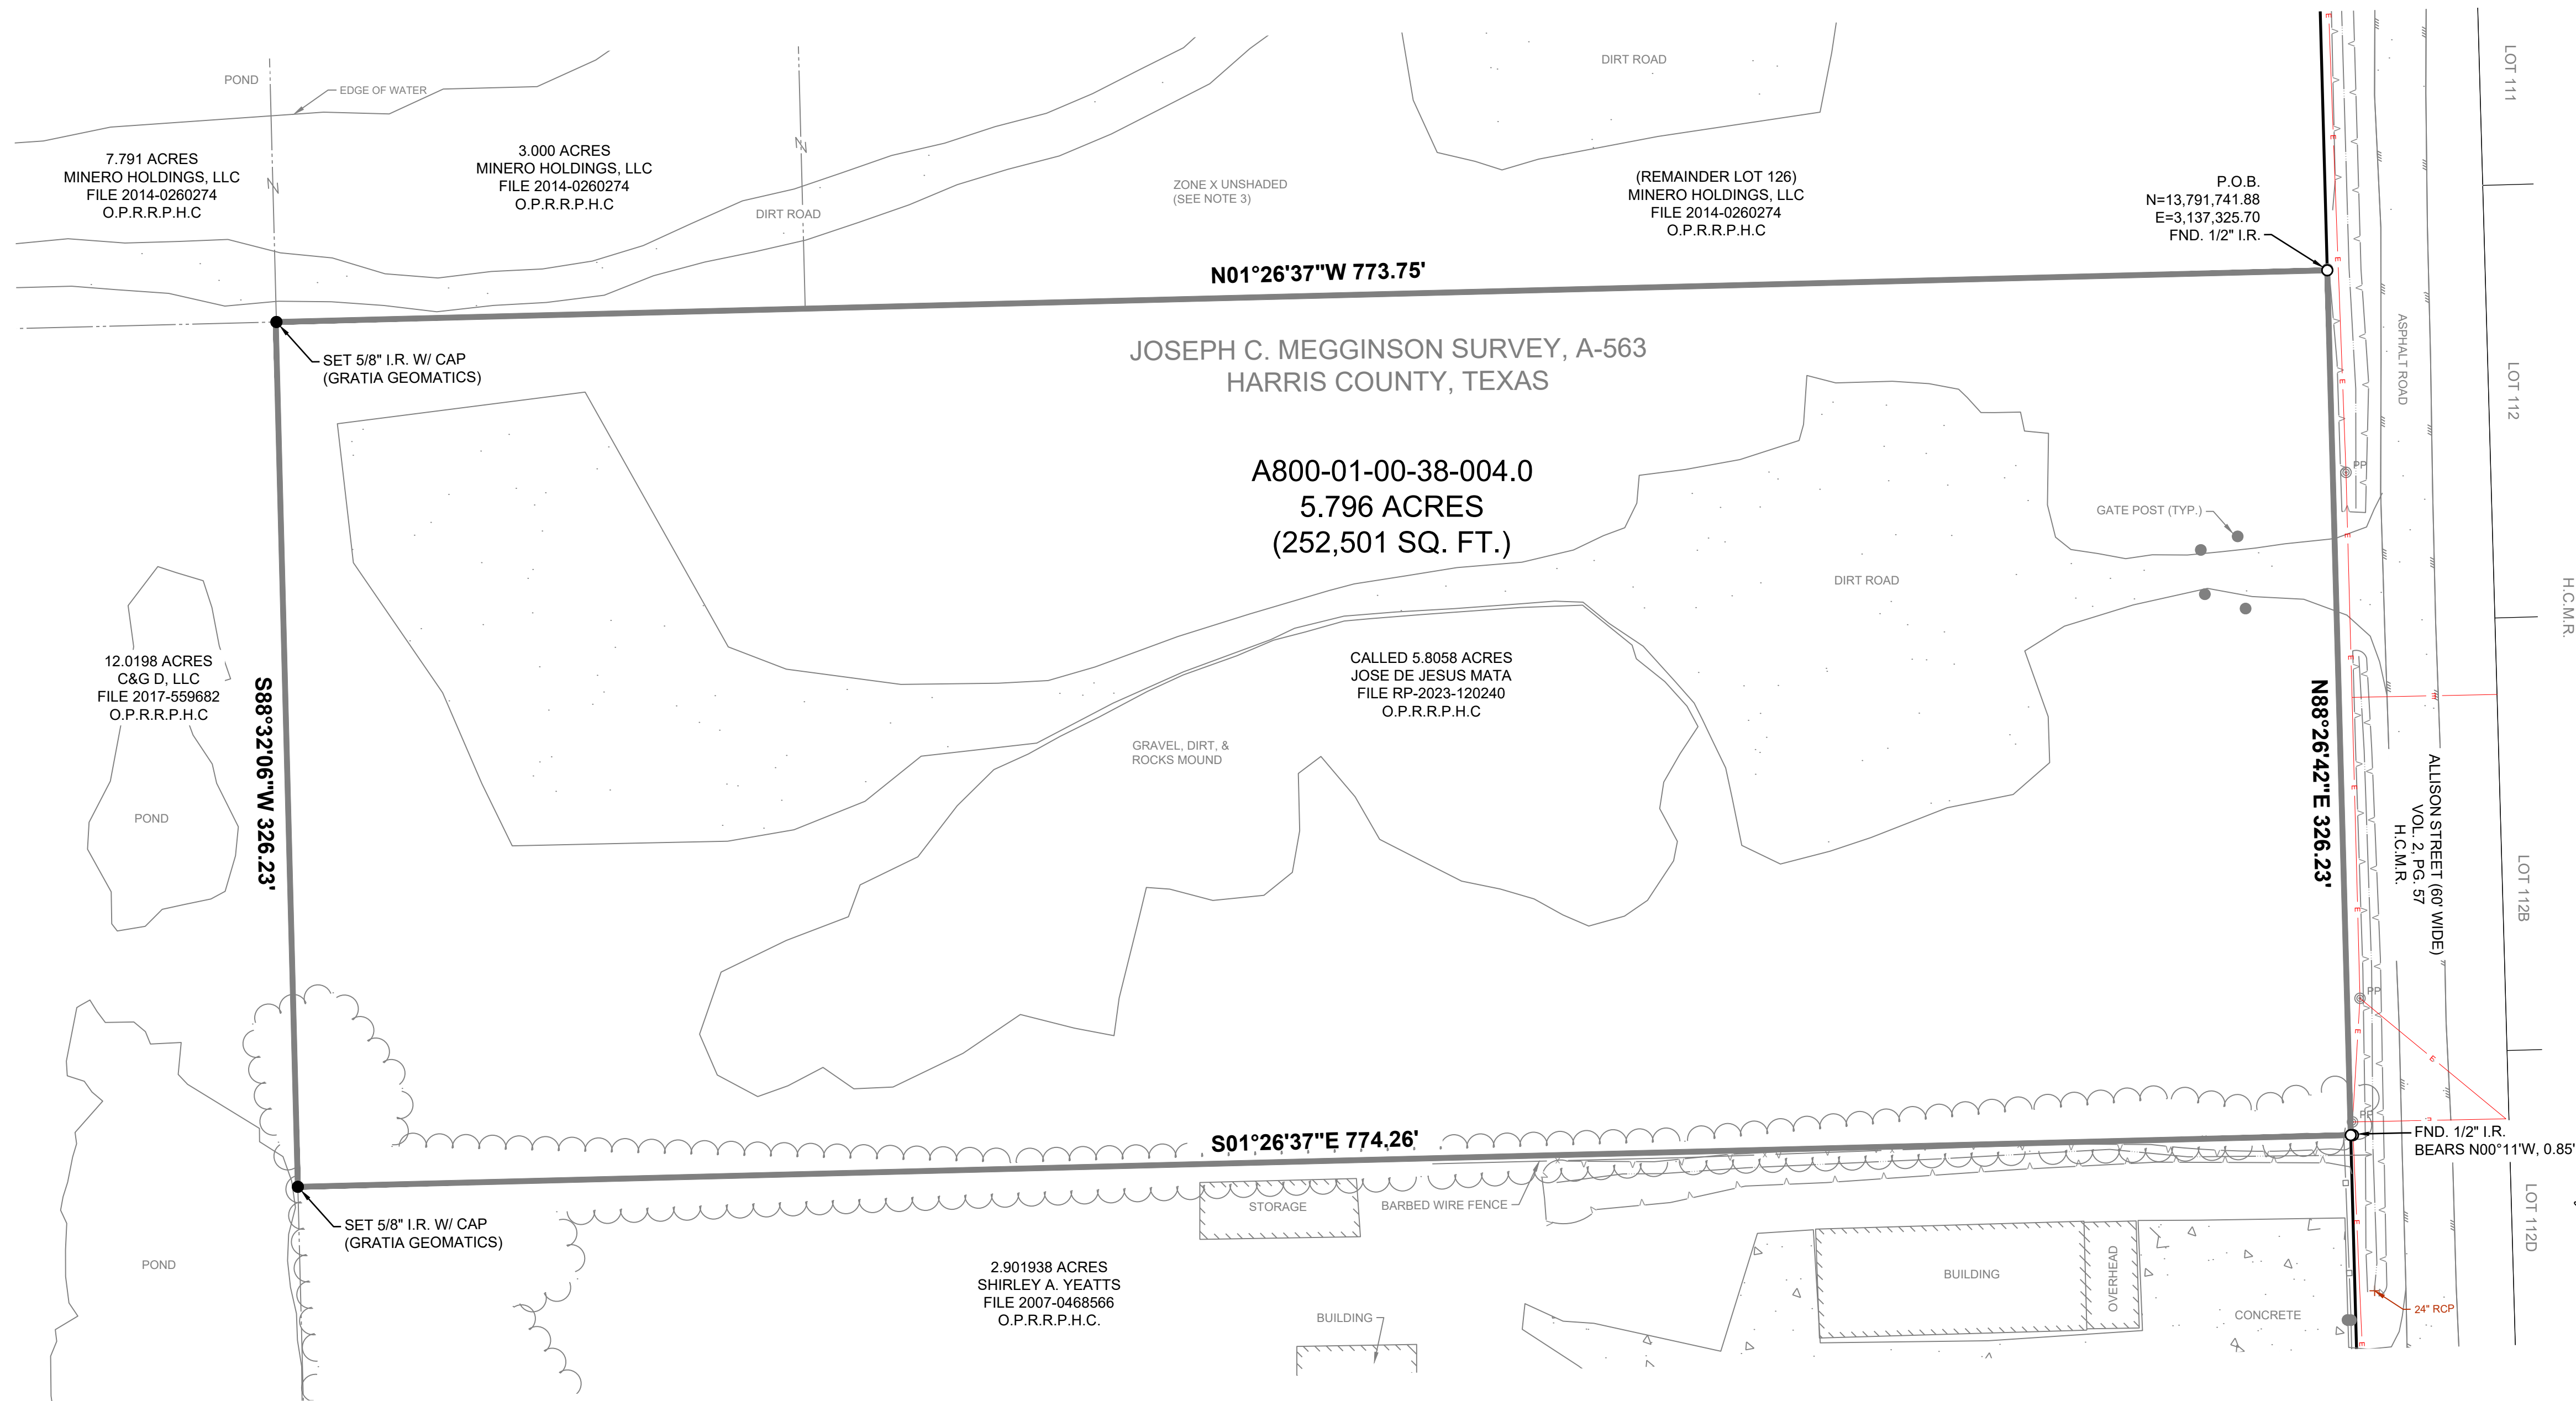 POND
EDGE OF WATER
7.791 ACRES
MINERO HOLDINGS, LLC
FILE 2014-0260274
O.P.R.R.P.H.C
3.000 ACRES
MINERO HOLDINGS, LLC
FILE 2014-0260274
O.P.R.R.P.H.C
DIRT ROAD
ZONE X UNSHADED
(SEE NOTE 3)
DIRT ROAD
(REMAINDER LOT 126)
MINERO HOLDINGS, LLC
FILE 2014-0260274
O.P.R.R.P.H.C
P.O.B.
N=13,791,741.88
E=3,137,325.70
FND. 1/2" I.R.
LOT 111
N01°26'37"W 773.75'
SET 5/8" I.R. W/ CAP
(GRATIA GEOMATICS)
JOSEPH C. MEGGINSON SURVEY, A-563
HARRIS COUNTY, TEXAS
A800-01-00-38-004.0
5.796 ACRES
(252,501 SQ. FT.)
ASPHALT ROAD
LOT 112
PP
GATE POST (TYP.)
DIRT ROAD
H.C.M.R.
12.0198 ACRES
C&G D, LLC
FILE 2017-559682
O.P.R.R.P.H.C
S88°32'06"W 326.23'
CALLED 5.8058 ACRES
JOSE DE JESUS MATA
FILE RP-2023-120240
O.P.R.R.P.H.C
GRAVEL, DIRT, &
ROCKS MOUND
POND
N88°26'42"E 326.23'
ALLISON STREET (60' WIDE)
VOL. 2, PG. 57
H.C.M.R.
LOT 112B
PP
PP
S01°26'37"E 774.26'
FND. 1/2" I.R.
BEARS N00°11'W, 0.85'
SET 5/8" I.R. W/ CAP
(GRATIA GEOMATICS)
STORAGE
BARBED WIRE FENCE
LOT 112D
POND
2.901938 ACRES
SHIRLEY A. YEATTS
FILE 2007-0468566
O.P.R.R.P.H.C.
BUILDING
BUILDING
OVERHEAD
CONCRETE
24" RCP